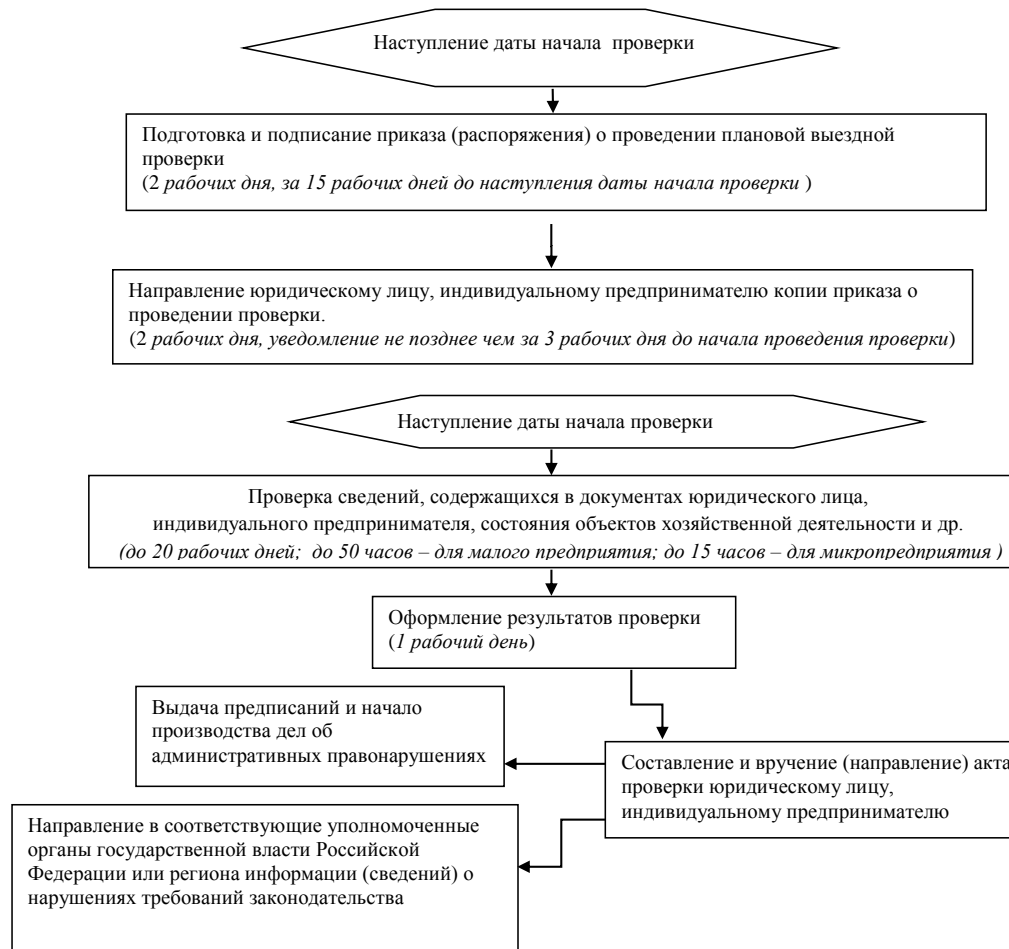 Наступление даты начала проверки
Подготовка и подписание приказа (распоряжения) о проведении плановой выездной
проверки
(2 рабочих дня, за 15 рабочих дней до наступления даты начала проверки )
Направление юридическому лицу, индивидуальному предпринимателю копии приказа о
проведении проверки.
(2 рабочих дня, уведомление не позднее чем за 3 рабочих дня до начала проведения проверки)
Наступление даты начала проверки
Проверка сведений, содержащихся в документах юридического лица,
индивидуального предпринимателя, состояния объектов хозяйственной деятельности и др.
(до 20 рабочих дней; до 50 часов – для малого предприятия; до 15 часов – для микропредприятия )
Оформление результатов проверки
(1 рабочий день)
Выдача предписаний и начало
производства дел об
административных правонарушениях
Составление и вручение (направление) акта
проверки юридическому лицу,
индивидуальному предпринимателю
Направление в соответствующие уполномоченные
органы государственной власти Российской
Федерации или региона информации (сведений) о
нарушениях требований законодательства